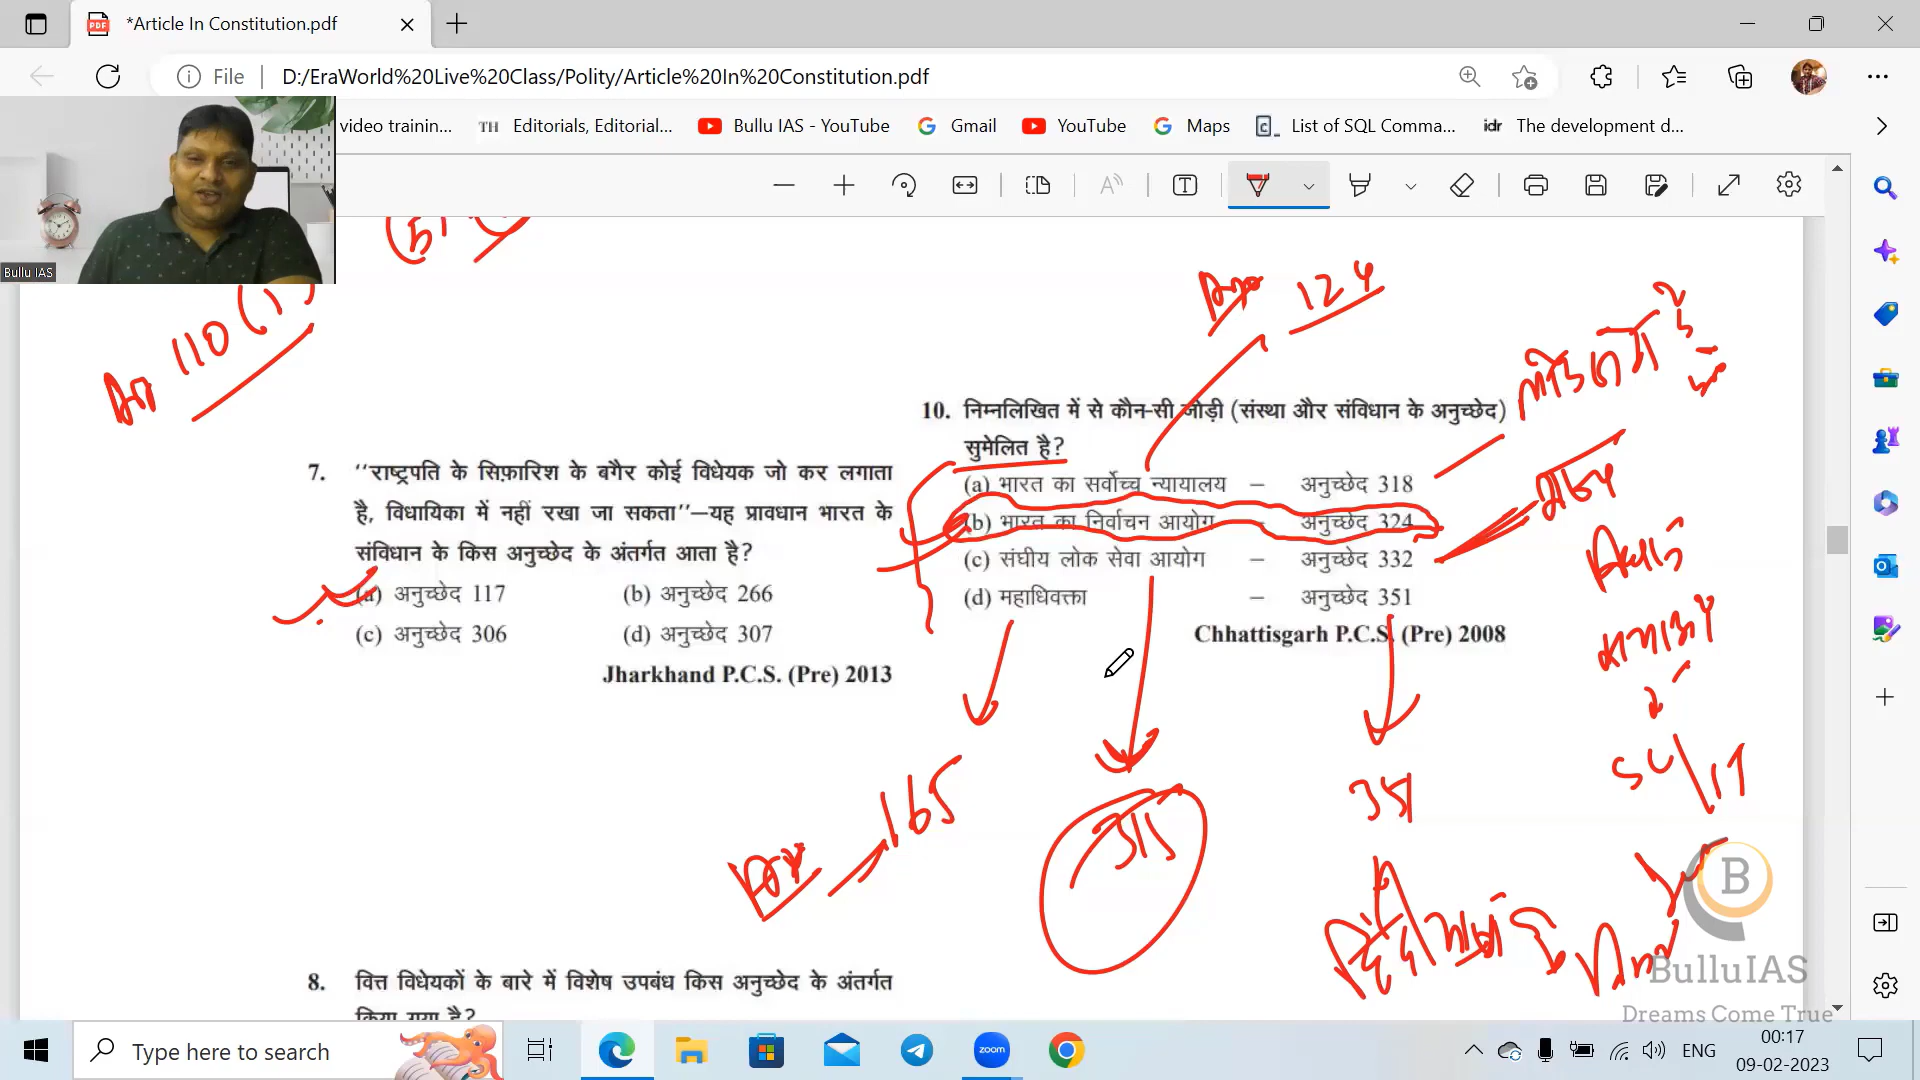 *Article In Constitution.pdf
File
D:/EraWorld%20Live%20Class/Polity/Article%20In%20Constitution.pdf
video trainin...
TH Editorials, Editorial...
Bullu IAS - YouTube
Gmail
YouTube
Maps
List of SQL Comma...
idr The development d...
Bullu IAS
110 (1)
124
7. ‘‘राष्ट्रपति के सिफ़ारिश के बगैर कोई विधेयक जो कर लगाता
है, विधायिका में नहीं रखा जा सकता’’–यह प्रावधान भारत के
संविधान के किस अनुच्छेद के अंतर्गत आता है?
(a) अनुच्छेद 117 (b) अनुच्छेद 266
(c) अनुच्छेद 306 (d) अनुच्छेद 307
Jharkhand P.C.S. (Pre) 2013
8. वित्त विधेयकों के बारे में विशेष उपबंध किस अनुच्छेद के अंतर्गत
किया गया है?
10. निम्नलिखित में से कौन-सी जोड़ी (संस्था और संविधान के अनुच्छेद)
सुमेलित है?
(a) भारत का सर्वोच्च न्यायालय – अनुच्छेद 318
(b) भारत का निर्वाचन आयोग – अनुच्छेद 324
(c) संघीय लोक सेवा आयोग – अनुच्छेद 332
(d) महाधिवक्ता – अनुच्छेद 351
Chhattisgarh P.C.S. (Pre) 2008
165
315
351
B
BulluIAS
Dreams Come True
Type here to search
zoom
ENG
00:17
09-02-2023